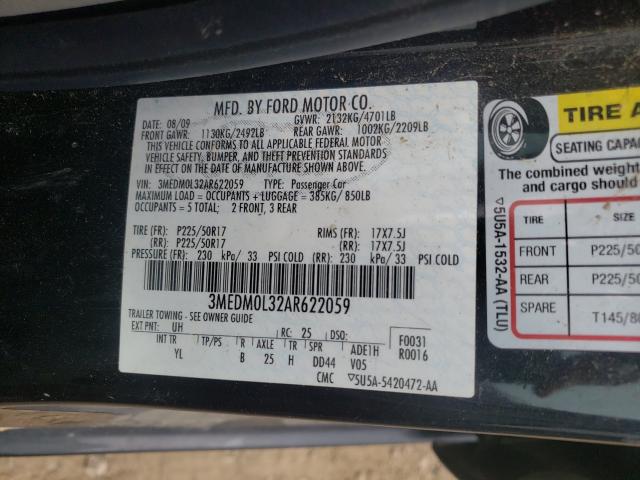 MFD. BY FORD MOTOR CO.
DATE: 08/09 GVWR: 2132KG/4701LB
FRONT GAWR: 1130KG/2492LB REAR GAWR: 1002KG/2209LB
THIS VEHICLE CONFORMS TO ALL APPLICABLE FEDERAL MOTOR
VEHICLE SAFETY, BUMPER, AND THEFT PREVENTION STANDARDS
IN EFFECT ON THE DATE OF MANUFACTURE SHOWN ABOVE.
VIN: 3MEDM0L32AR622059 TYPE: Passenger Car
MAXIMUM LOAD = OCCUPANTS + LUGGAGE = 385KG/850LB
OCCUPANTS = 5 TOTAL; 2 FRONT, 3 REAR
TIRE (FR): P225/50R17 RIMS (FR): 17X7.5J
(RR): P225/50R17 (RR): 17X7.5J
PRESSURE (FR): 230 kPa/ 33 PSI COLD (RR): 230 kPa/ 33 PSI COLD
3MEDM0L32AR622059
TRAILER TOWING - SEE OWNER GUIDE
EXT PNT: UH RC: 25 DSO: F0031
INT TR TP/PS R AXLE TR SPR ADE1H R0016
YL B 25 H DD44 V05
CMC ▽5U5A-5420472-AA
TIRE A
SEATING CAPA
The combined weight
and cargo should
TIRE SIZE
FRONT P225/50
REAR P225/50
SPARE T145/80
▽5U5A-1532-AA (TLU)